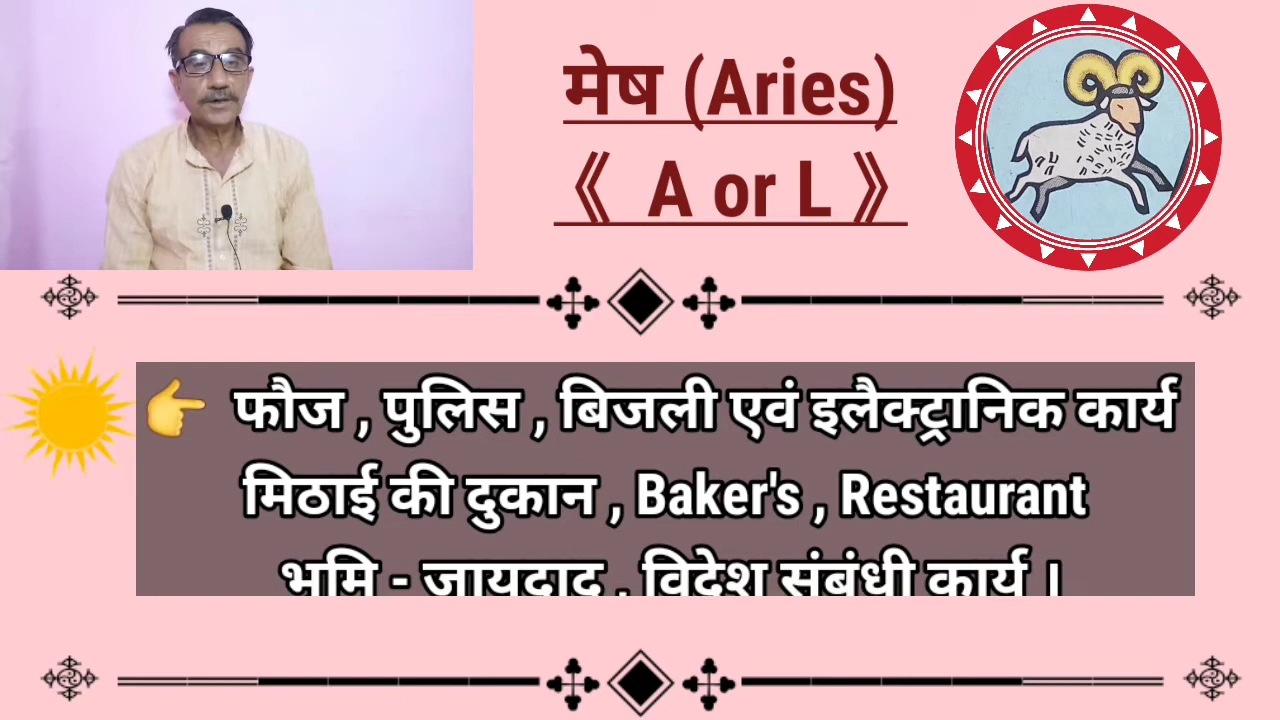 मेष (Aries)
《 A or L 》
👉 फौज , पुलिस , बिजली एवं इलैक्ट्रानिक कार्य
मिठाई की दुकान , Baker's , Restaurant
भूमि - जायदाद , विदेश संबंधी कार्य ।